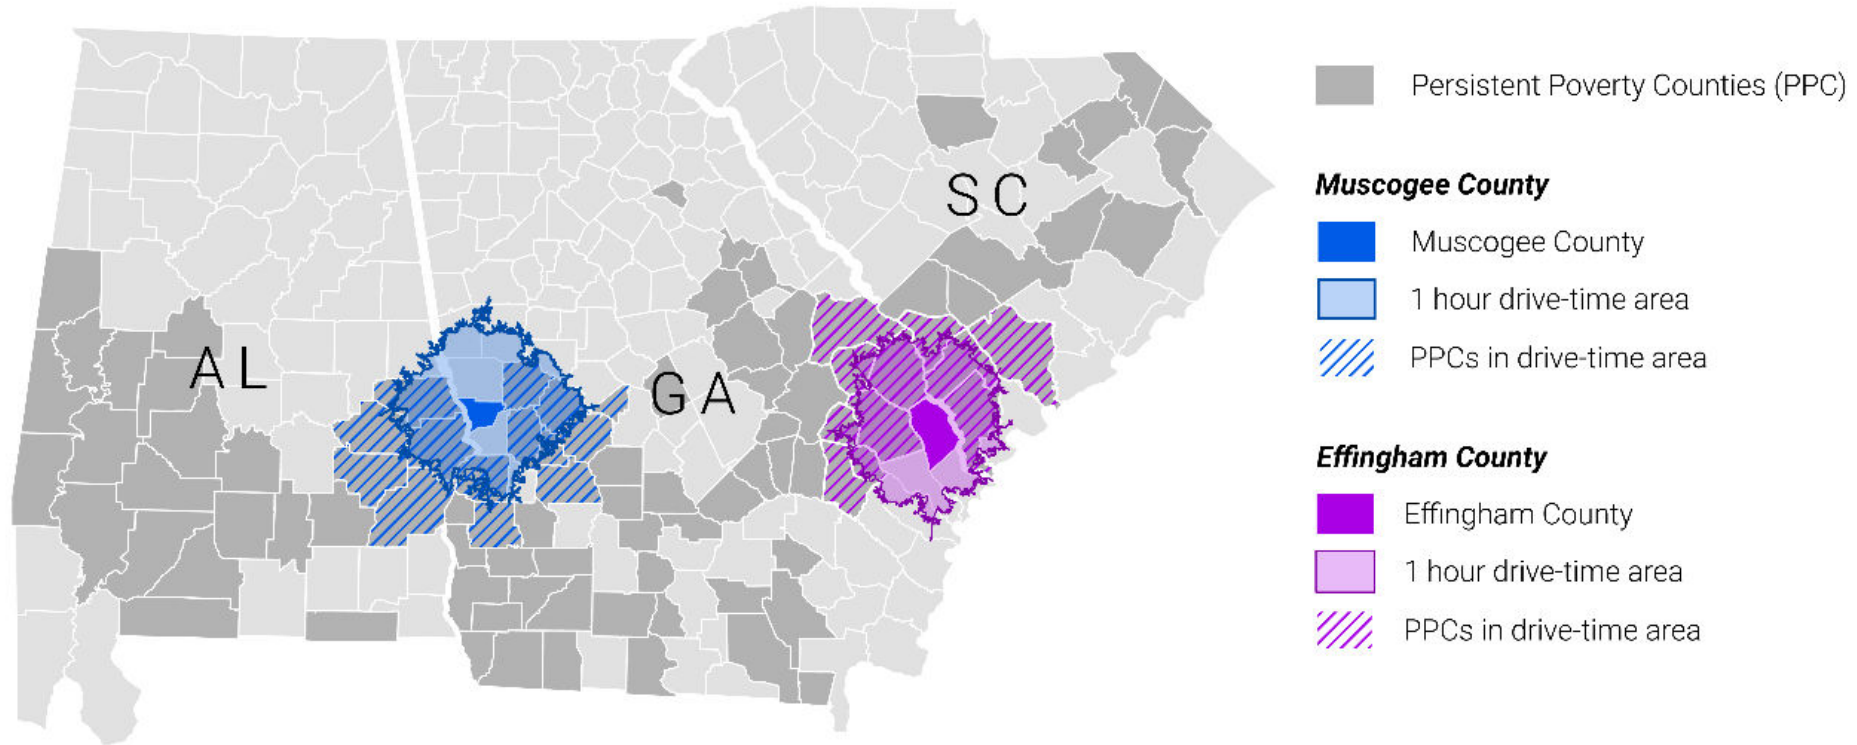 AL
GA
SC
Persistent Poverty Counties (PPC)
Muscogee County
Muscogee County
1 hour drive-time area
PPCs in drive-time area
Effingham County
Effingham County
1 hour drive-time area
PPCs in drive-time area